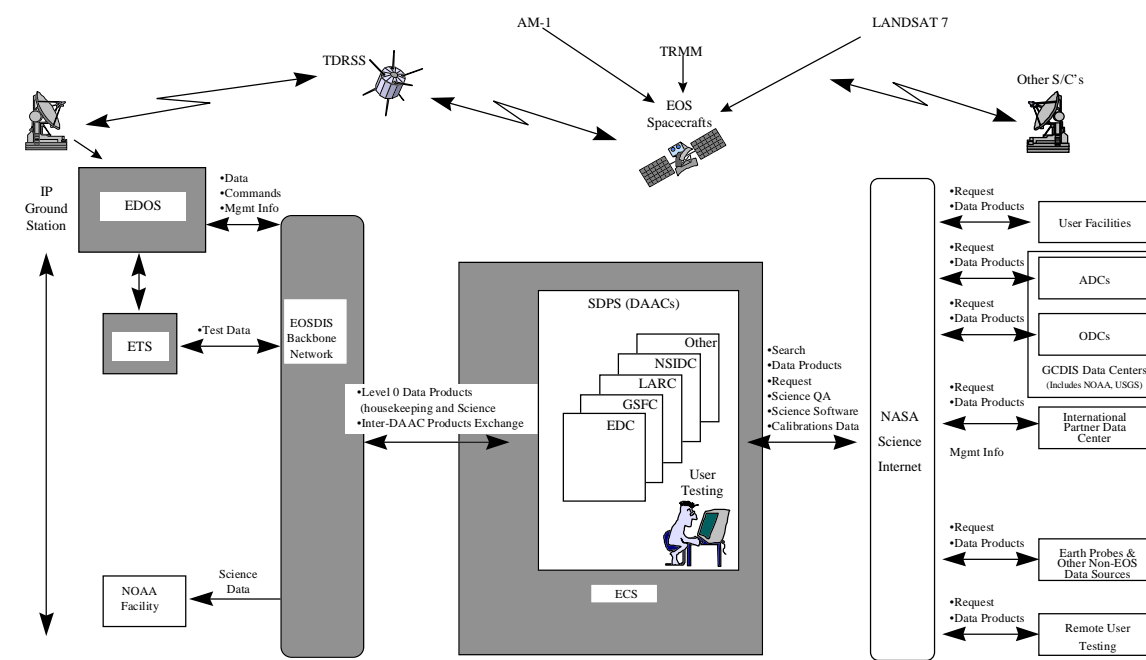 AM-1
LANDSAT 7
TRMM
TDRSS
EOS
Spacecrafts
Other S/C's
IP
Ground
Station
EDOS
•Data
•Commands
•Mgmt Info
ETS
•Test Data
EOSDIS
Backbone
Network
NOAA
Facility
Science
Data
•Level 0 Data Products
(housekeeping and Science
•Inter-DAAC Products Exchange
SDPS (DAACs)
Other
NSIDC
LARC
GSFC
EDC
User
Testing
ECS
•Search
•Data Products
•Request
•Science QA
•Science Software
•Calibrations Data
NASA
Science
Internet
•Request
•Data Products
User Facilities
•Request
•Data Products
ADCs
•Request
•Data Products
ODCs
GCDIS Data Centers
(Includes NOAA, USGS)
•Request
•Data Products
International
Partner Data
Center
Mgmt Info
•Request
•Data Products
Earth Probes &
Other Non-EOS
Data Sources
•Request
•Data Products
Remote User
Testing